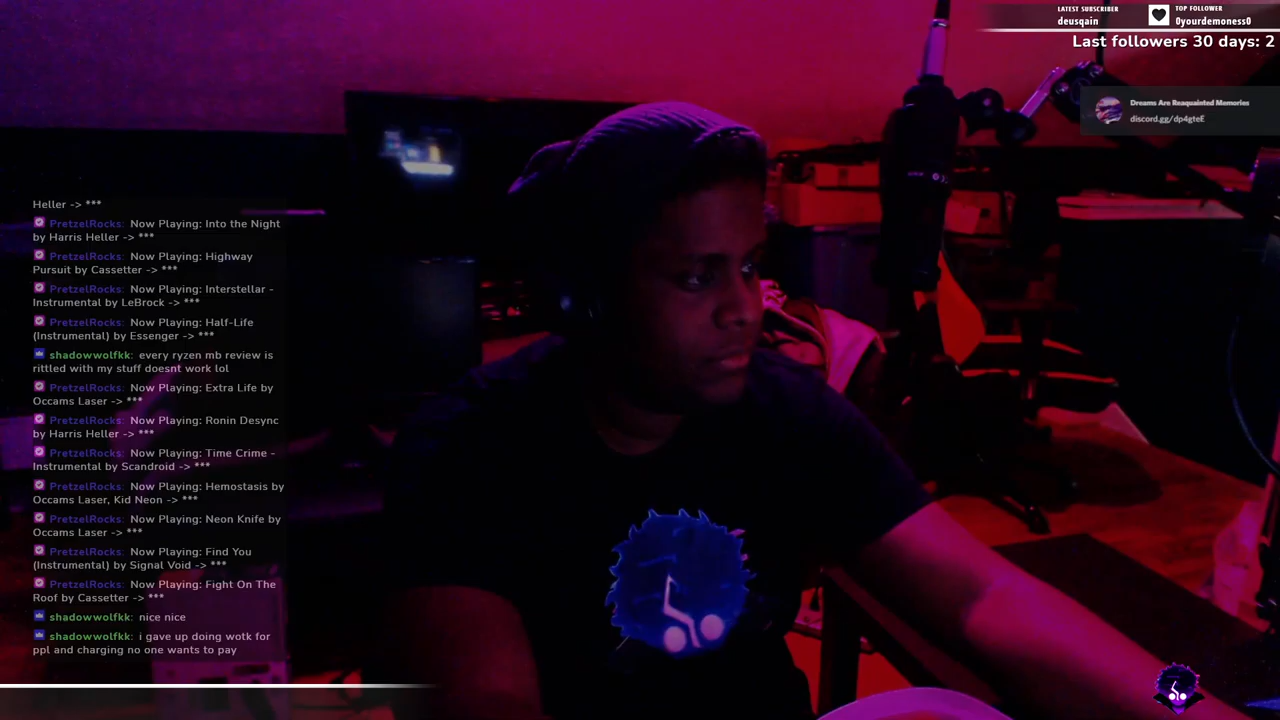 LATEST SUBSCRIBER
deusqain
TOP FOLLOWER
0yourdemoness0
Last followers 30 days: 2
Dreams Are Reaquainted Memories
discord.gg/dp4gteE
Heller -> ***
PretzelRocks: Now Playing: Into the Night
by Harris Heller -> ***
PretzelRocks: Now Playing: Highway
Pursuit by Cassetter -> ***
PretzelRocks: Now Playing: Interstellar -
Instrumental by LeBrock -> ***
PretzelRocks: Now Playing: Half-Life
(Instrumental) by Essenger -> ***
shadowwolfkk: every ryzen mb review is
rittled with my stuff doesnt work lol
PretzelRocks: Now Playing: Extra Life by
Occams Laser -> ***
PretzelRocks: Now Playing: Ronin Desync
by Harris Heller -> ***
PretzelRocks: Now Playing: Time Crime -
Instrumental by Scandroid -> ***
PretzelRocks: Now Playing: Hemostasis by
Occams Laser, Kid Neon -> ***
PretzelRocks: Now Playing: Neon Knife by
Occams Laser -> ***
PretzelRocks: Now Playing: Find You
(Instrumental) by Signal Void -> ***
PretzelRocks: Now Playing: Fight On The
Roof by Cassetter -> ***
shadowwolfkk: nice nice
shadowwolfkk: i gave up doing wotk for
ppl and charging no one wants to pay